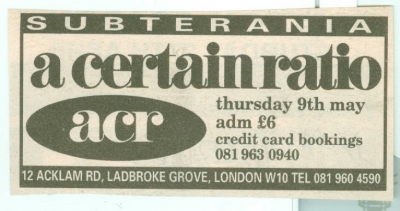 SUBTERANIA
a certain ratio
acr
thursday 9th may
adm £6
credit card bookings
081 963 0940
12 ACKLAM RD, LADBROKE GROVE, LONDON W10 TEL 081 960 4590